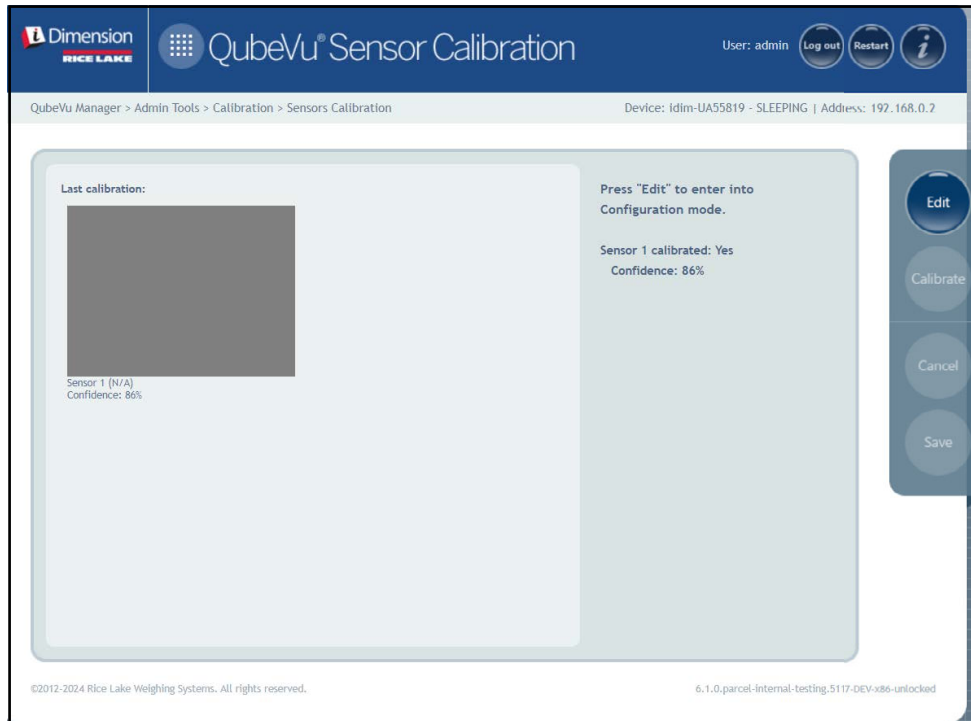 iDimension
RICE LAKE
QubeVu® Sensor Calibration
User: admin
Log out
Restart
i
QubeVu Manager > Admin Tools > Calibration > Sensors Calibration
Device: idim-UA55819 - SLEEPING | Address: 192.168.0.2
Last calibration:
Sensor 1 (N/A)
Confidence: 86%
Press "Edit" to enter into
Configuration mode.
Sensor 1 calibrated: Yes
Confidence: 86%
Edit
Calibrate
Cancel
Save
©2012-2024 Rice Lake Weighing Systems. All rights reserved.
6.1.0.parcel-internal-testing.5117-DEV-x86-unlocked